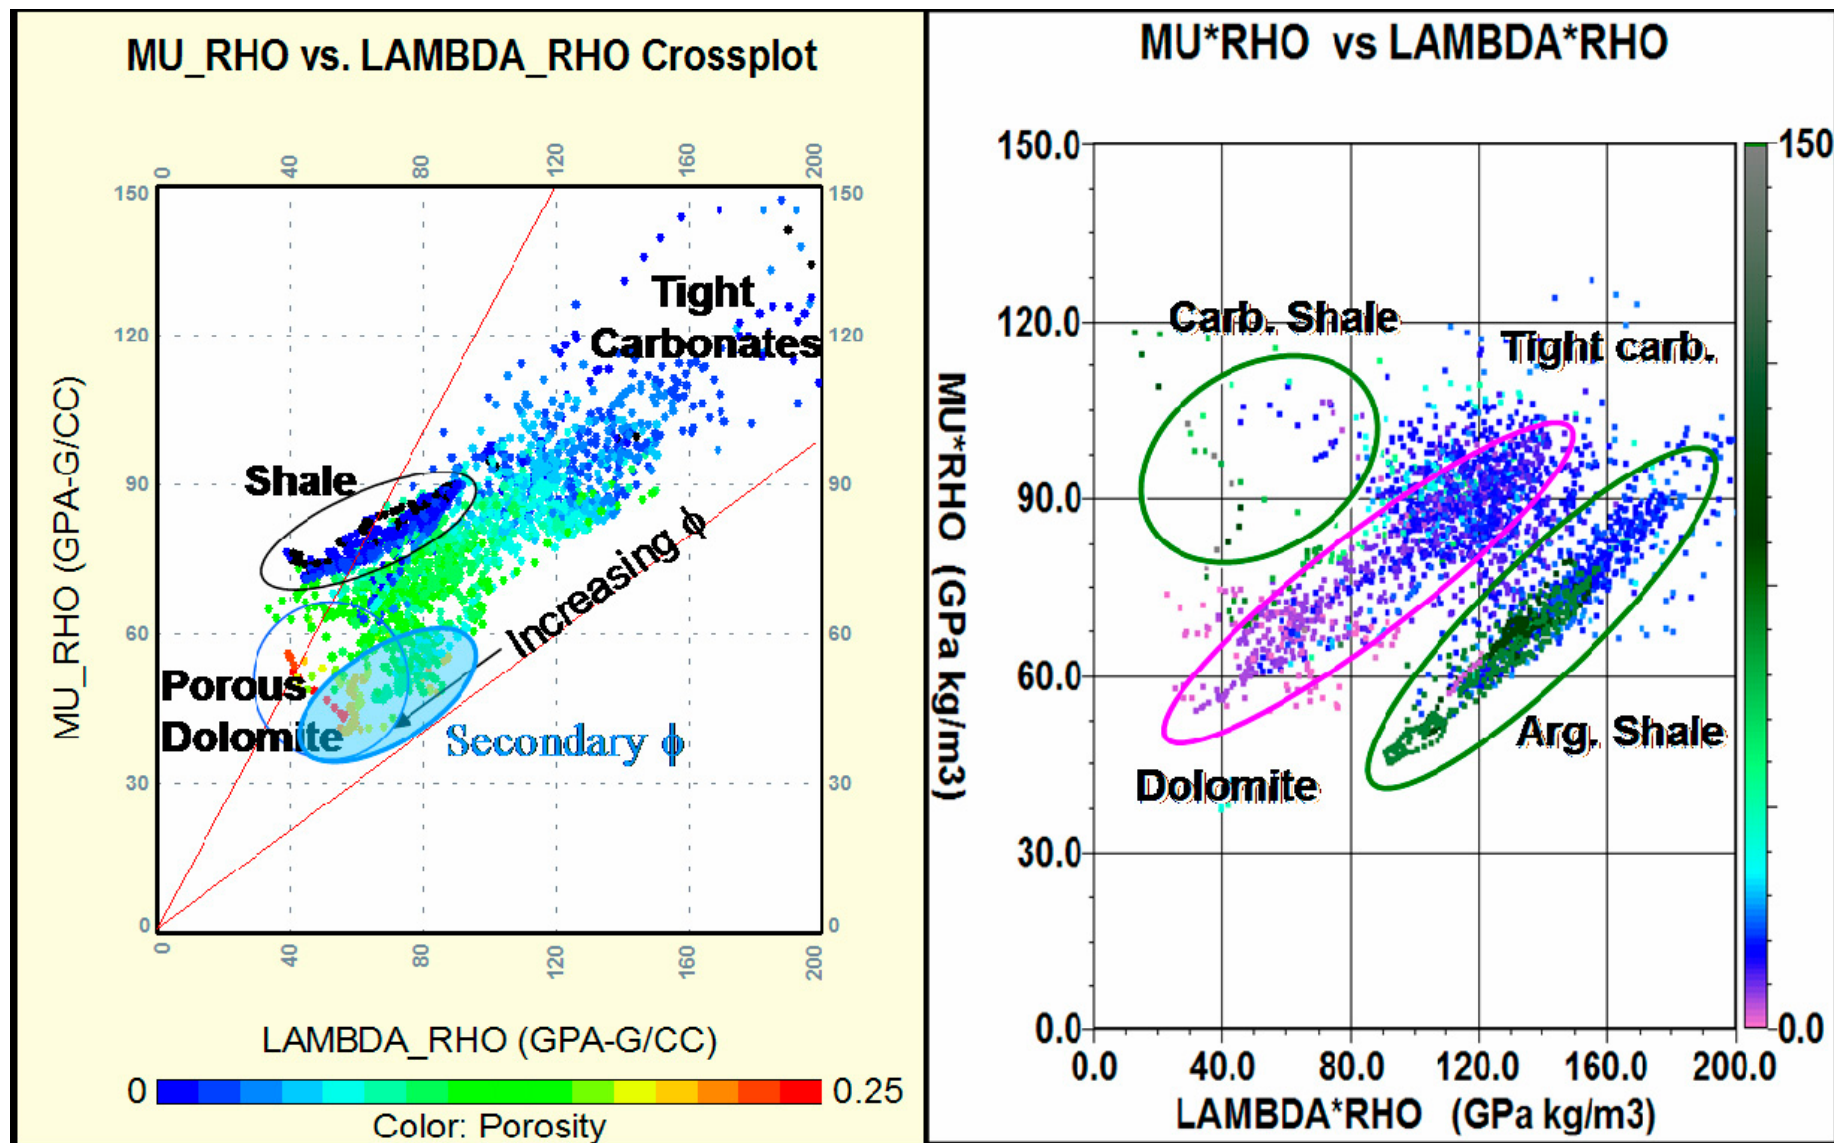 MU_RHO vs. LAMBDA_RHO Crossplot
0 40 80 120 160 200
150 150
120 120
90 90
60 60
30 30
0 0
0 40 80 120 160 200
MU_RHO (GPA-G/CC)
Tight
Carbonates
Shale
Increasing ϕ
Porous
Dolomite
Secondary ϕ
LAMBDA_RHO (GPA-G/CC)
0 0.25
Color: Porosity
MU*RHO vs LAMBDA*RHO
150.0
120.0
90.0
60.0
30.0
0.0
MU*RHO (GPa kg/m3)
Carb. Shale
Tight carb.
Arg. Shale
Dolomite
150
0.0
0.0 40.0 80.0 120.0 160.0 200.0
LAMBDA*RHO (GPa kg/m3)